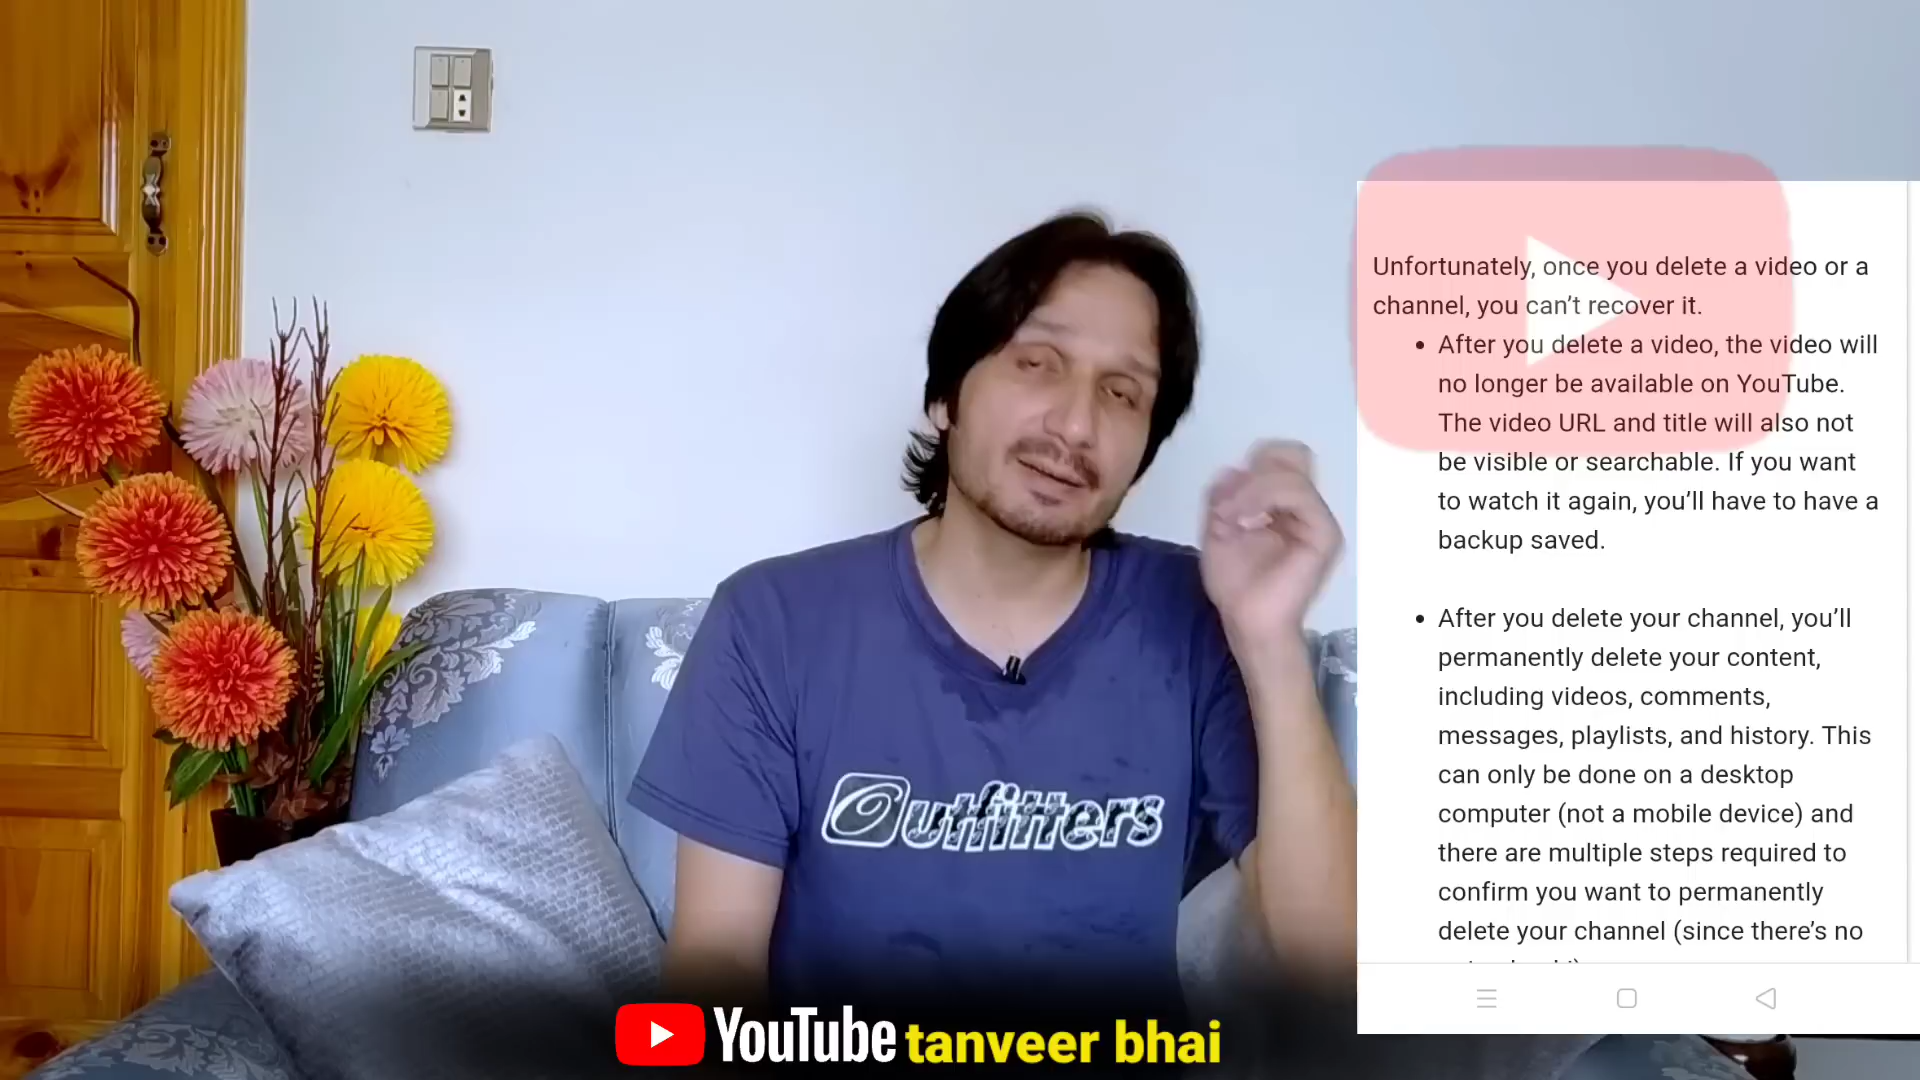 Unfortunately, once you delete a video or a
channel, you can’t recover it.
• After you delete a video, the video will
no longer be available on YouTube.
The video URL and title will also not
be visible or searchable. If you want
to watch it again, you’ll have to have a
backup saved.
• After you delete your channel, you’ll
permanently delete your content,
including videos, comments,
messages, playlists, and history. This
can only be done on a desktop
computer (not a mobile device) and
there are multiple steps required to
confirm you want to permanently
delete your channel (since there’s no
Outfitters
YouTube tanveer bhai